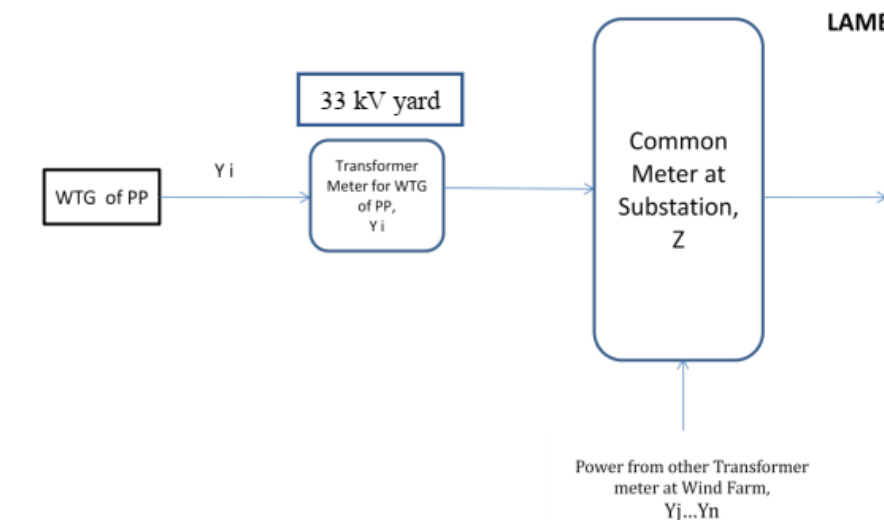 LAMB
33 kV yard
Y i
Transformer
Meter for WTG
of PP,
Y i
WTG of PP
Common
Meter at
Substation,
Z
Power from other Transformer
meter at Wind Farm,
Yj...Yn